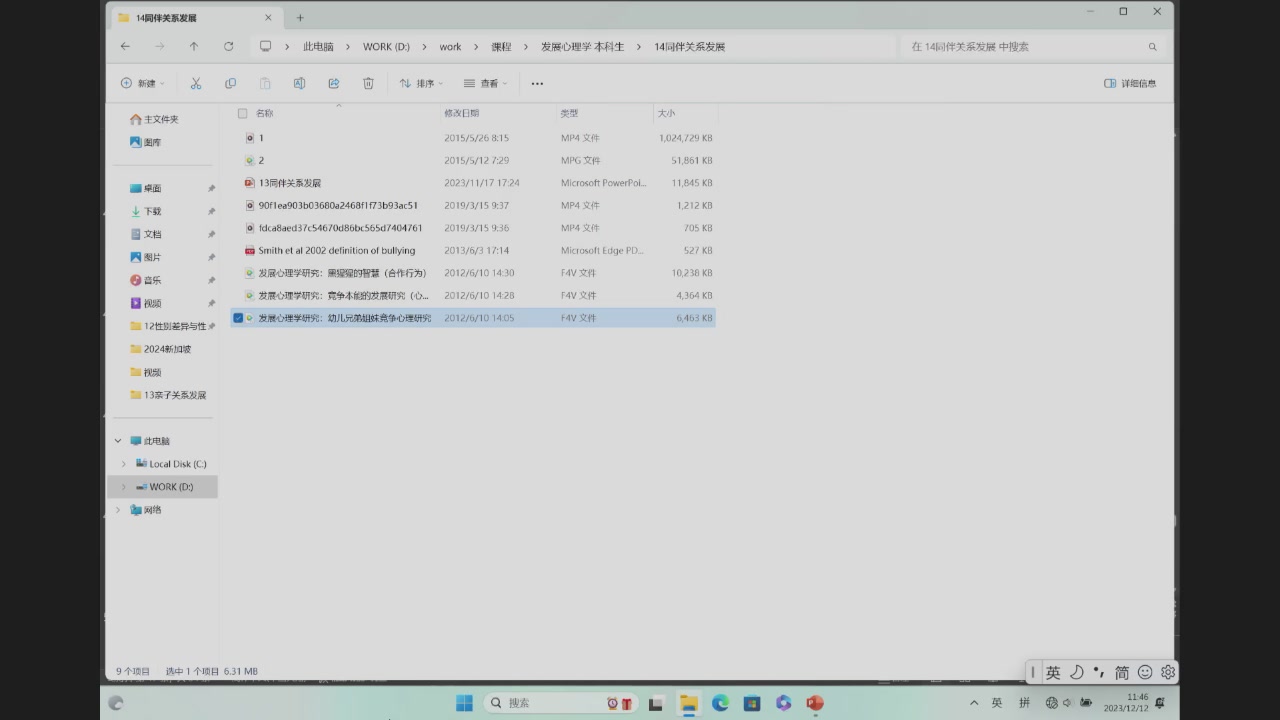 14同伴关系发展
此电脑 WORK (D:) work 课程 发展心理学 本科生 14同伴关系发展
在 14同伴关系发展 中搜索
新建 排序 查看 详细信息
名称 修改日期 类型 大小
1 2015/5/26 8:15 MP4 文件 1,024,729 KB
2 2015/5/12 7:29 MPG 文件 51,861 KB
13同伴关系发展 2023/11/17 17:24 Microsoft PowerPoi... 11,845 KB
90f1ea903b03680a2468f1f73b93ac51 2019/3/15 9:37 MP4 文件 1,212 KB
fdca8aed37c54670d86bc565d7404761 2019/3/15 9:36 MP4 文件 705 KB
Smith et al 2002 definition of bullying 2013/6/3 17:14 Microsoft Edge PD... 527 KB
发展心理学研究：黑猩猩的智慧（合作行为） 2012/6/10 14:30 F4V 文件 10,238 KB
发展心理学研究：竞争本能的发展研究（心... 2012/6/10 14:28 F4V 文件 4,364 KB
发展心理学研究：幼儿兄弟姐妹竞争心理研究 2012/6/10 14:05 F4V 文件 6,463 KB
主文件夹
图库
桌面
下载
文档
图片
音乐
视频
12性别差异与性
2024新加坡
视频
13亲子关系发展
此电脑
Local Disk (C:)
WORK (D:)
网络
9 个项目 选中 1 个项目 6.31 MB
英 简
搜索
英 拼
11:46
2023/12/12